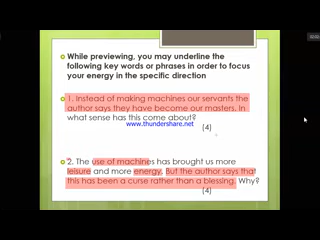 While previewing, you may underline the
following key words or phrases in order to focus
your energy in the specific direction
1. Instead of making machines our servants the
author says they have become our masters. In
what sense has this come about?
www.thundershare.net
(4)
2. The use of machines has brought us more
leisure and more energy. But the author says that
this has been a curse rather than a blessing. Why?
(4)